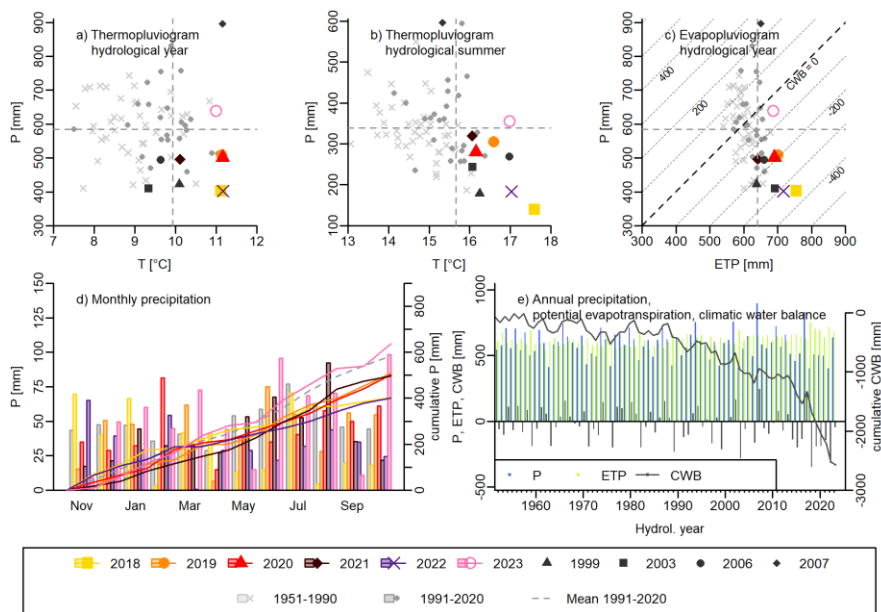 a) Thermopluviogram
hydrological year
P [mm]
900
800
700
600
500
400
300
7
8
9
10
11
12
T [°C]
b) Thermopluviogram
hydrological summer
P [mm]
600
500
400
300
200
100
13
14
15
16
17
18
T [°C]
c) Evapopluviogram
hydrological year
P [mm]
900
800
700
600
500
400
300
400
200
CWB = 0
-200
-400
300
400
500
600
700
800
900
ETP [mm]
d) Monthly precipitation
P [mm]
150
125
100
75
50
25
0
Nov
Jan
Mar
May
Jul
Sep
800
600
400
200
0
cumulative P [mm]
e) Annual precipitation,
potential evapotranspiration, climatic water balance
P, ETP, CWB [mm]
1000
500
0
-500
P
ETP
CWB
1960
1970
1980
1990
2000
2010
2020
Hydrol. year
0
-1000
-2000
-3000
cumulative CWB [mm]
2018 2019 2020 2021 2022 2023 1999 2003 2006 2007
1951-1990 1991-2020 Mean 1991-2020